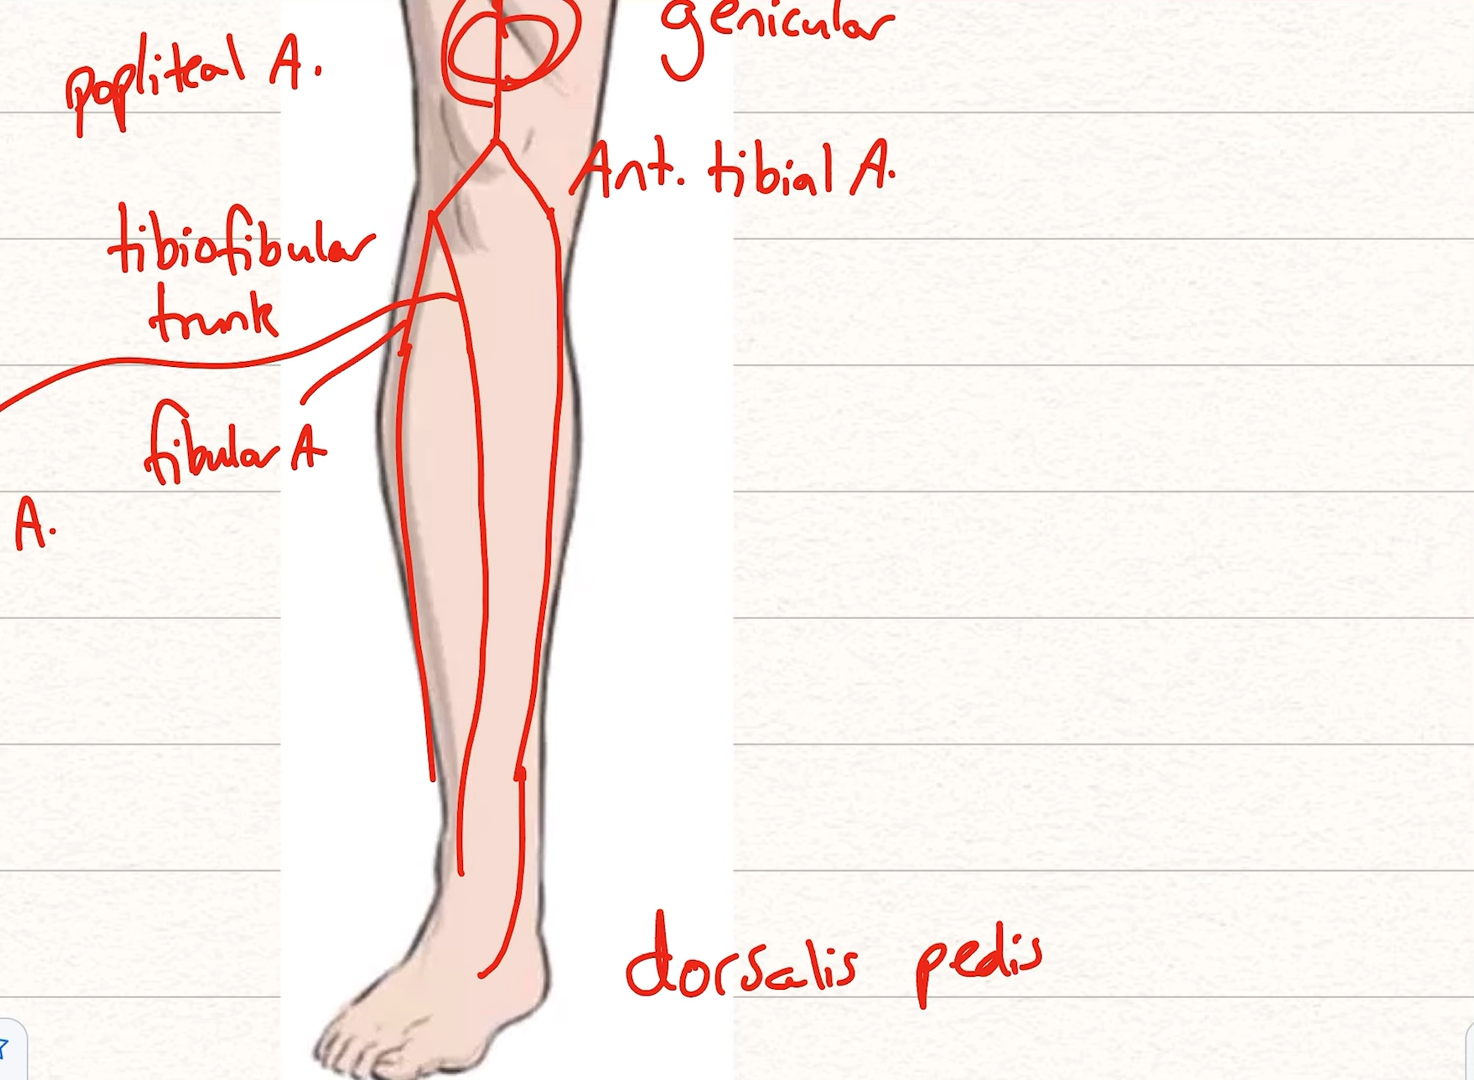 genicular
popliteal A.
Ant. tibial A.
tibiofibular
trunk
fibular A
A.
dorsalis pedis